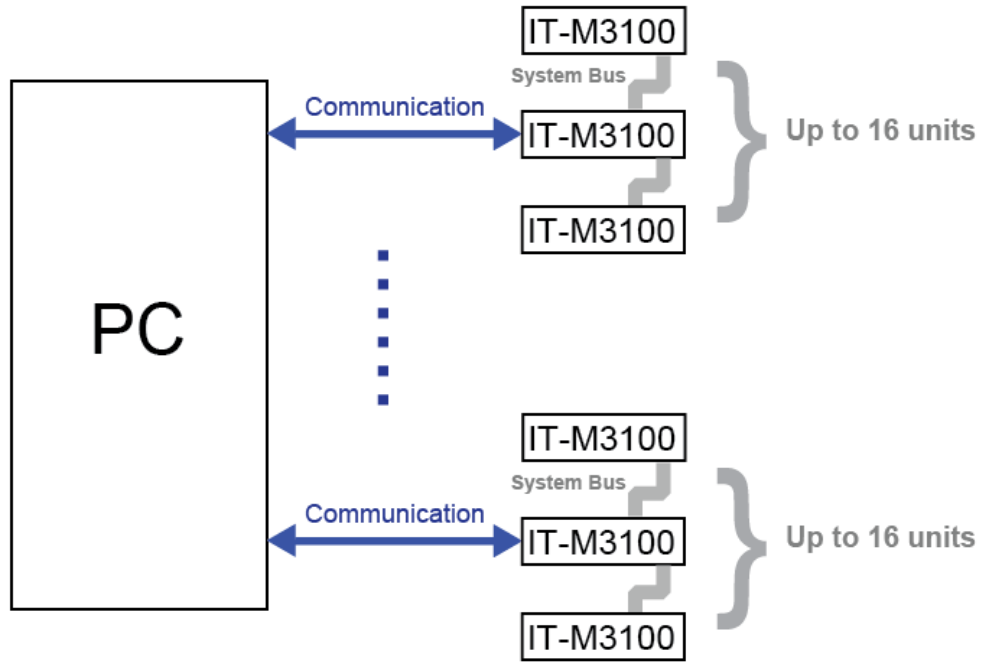 IT-M3100
System Bus
Communication
IT-M3100
Up to 16 units
IT-M3100
PC
IT-M3100
System Bus
Communication
IT-M3100
Up to 16 units
IT-M3100